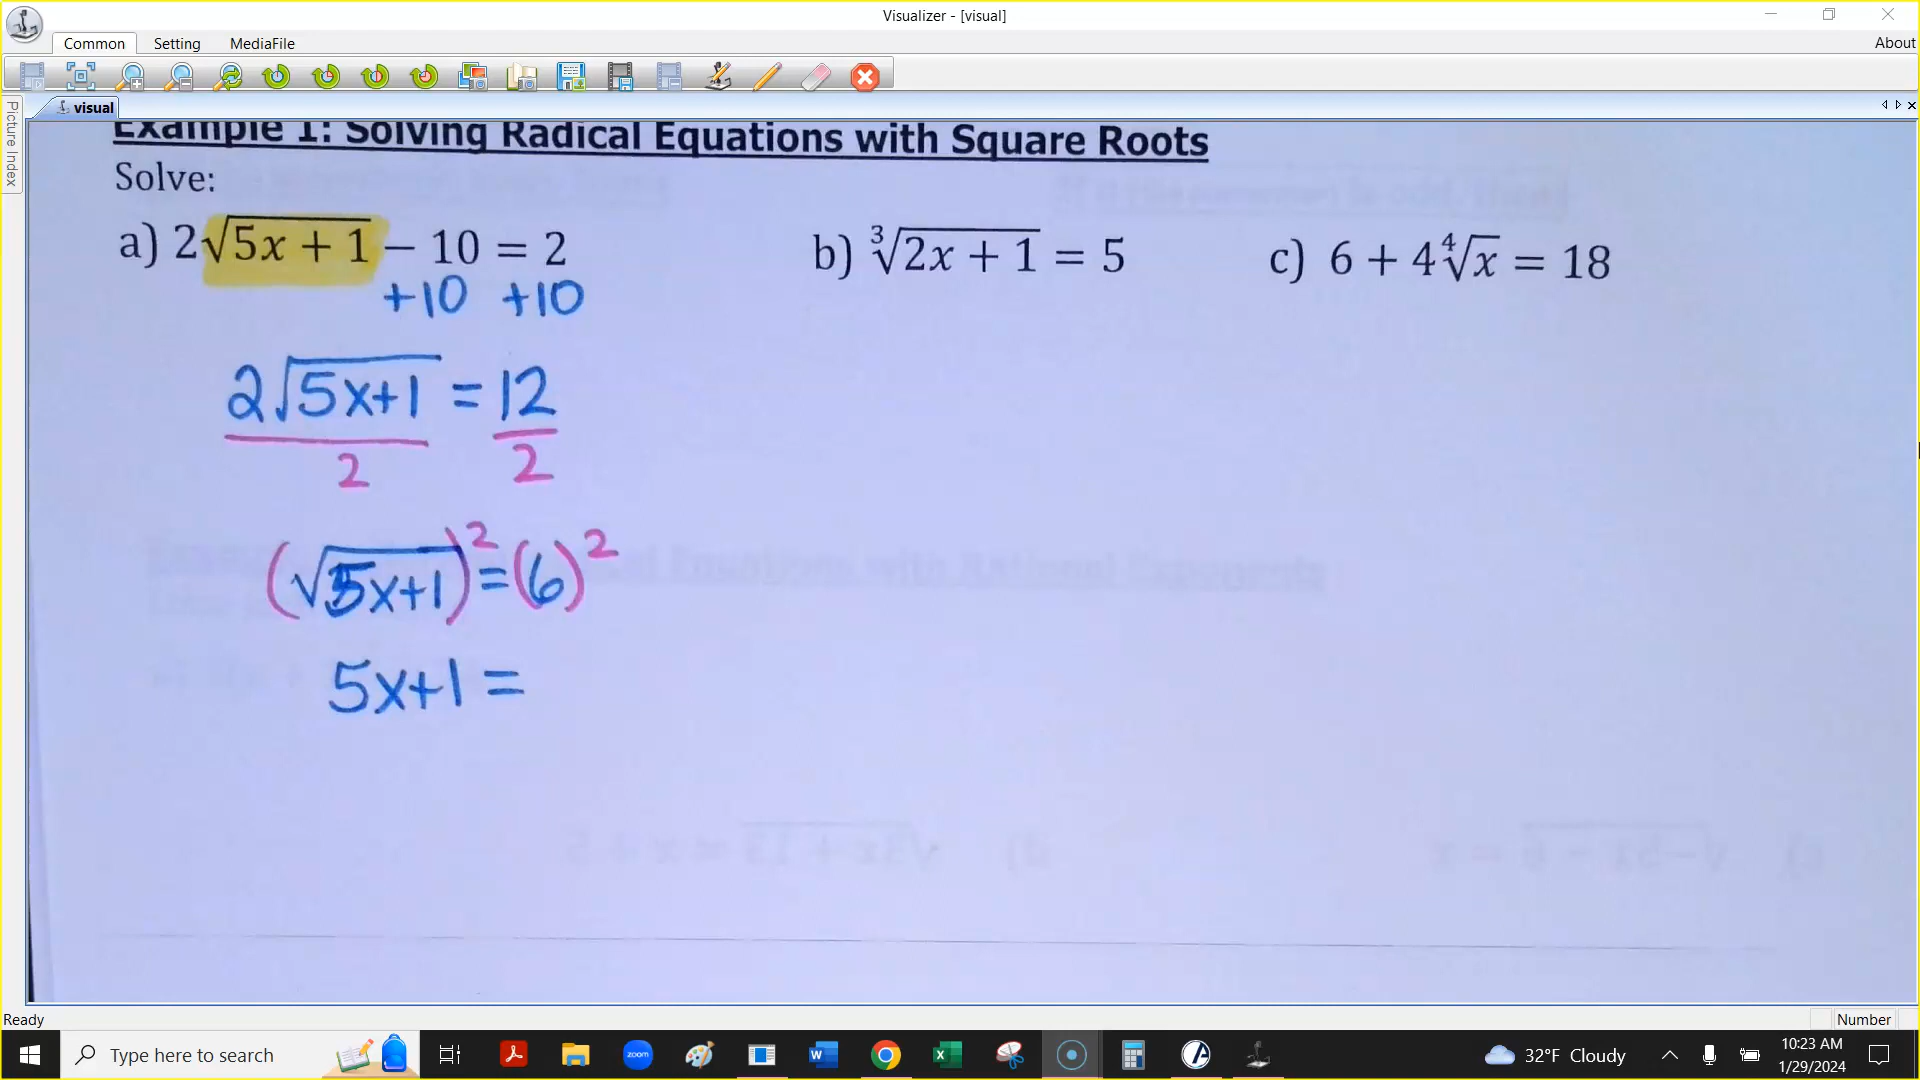 Visualizer - [visual]
Common Setting MediaFile About
Picture Index
visual
Example 1: Solving Radical Equations with Square Roots
Solve:
a) 2√5x + 1 − 10 = 2
+10 +10
2√5x+1 = 12
2 2
(√5x+1)² = (6)²
5x+1 =
b) ³√2x + 1 = 5
c) 6 + 4⁴√x = 18
Ready Number
Type here to search
zoom
32°F Cloudy
10:23 AM
1/29/2024